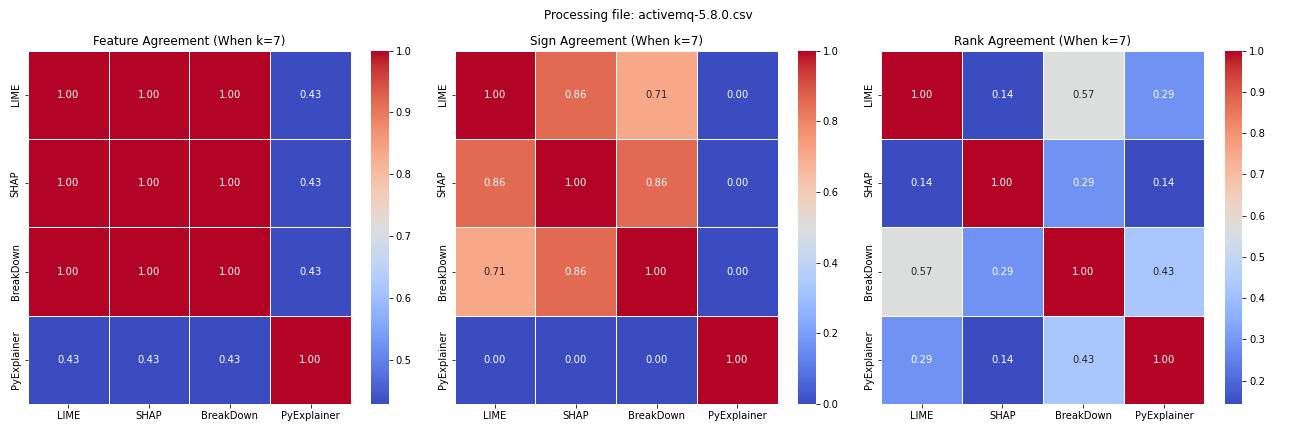 Processing file: activemq-5.8.0.csv
Feature Agreement (When k=7)
LIME
SHAP
BreakDown
PyExplainer
1.00 1.00 1.00 0.43
1.00 1.00 1.00 0.43
1.00 1.00 1.00 0.43
0.43 0.43 0.43 1.00
LIME SHAP BreakDown PyExplainer
1.0
0.9
0.8
0.7
0.6
0.5
Sign Agreement (When k=7)
LIME
SHAP
BreakDown
PyExplainer
1.00 0.86 0.71 0.00
0.86 1.00 0.86 0.00
0.71 0.86 1.00 0.00
0.00 0.00 0.00 1.00
LIME SHAP BreakDown PyExplainer
1.0
0.8
0.6
0.4
0.2
0.0
Rank Agreement (When k=7)
LIME
SHAP
BreakDown
PyExplainer
1.00 0.14 0.57 0.29
0.14 1.00 0.29 0.14
0.57 0.29 1.00 0.43
0.29 0.14 0.43 1.00
LIME SHAP BreakDown PyExplainer
1.0
0.9
0.8
0.7
0.6
0.5
0.4
0.3
0.2